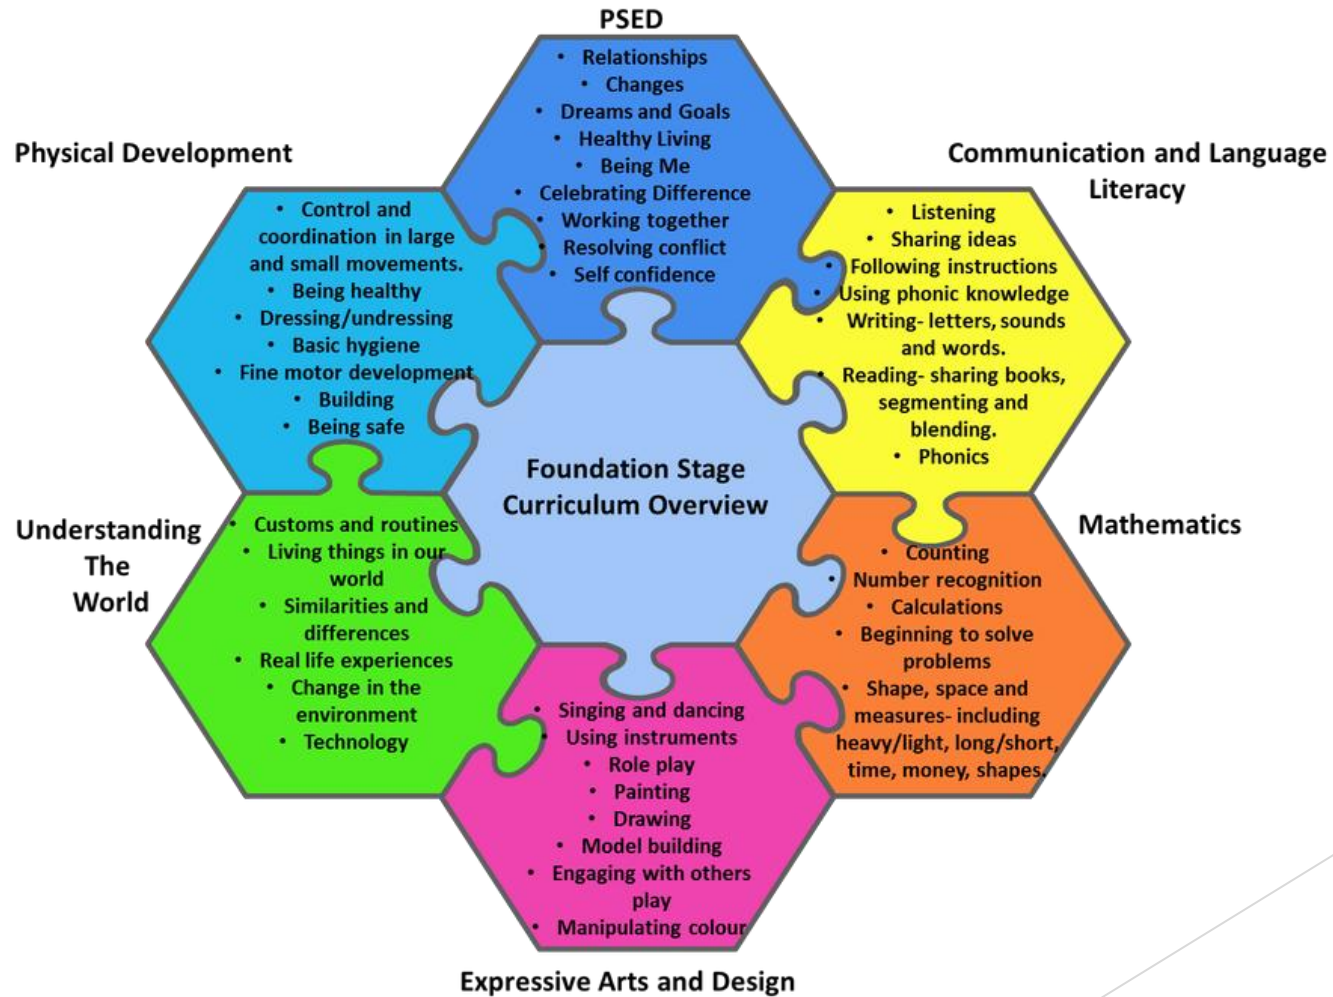 PSED
• Relationships
• Changes
• Dreams and Goals
• Healthy Living
• Being Me
• Celebrating Difference
• Working together
• Resolving conflict
• Self confidence
Physical Development
• Control and
coordination in large
and small movements.
• Being healthy
• Dressing/undressing
• Basic hygiene
• Fine motor development
• Building
• Being safe
Communication and Language
Literacy
• Listening
• Sharing ideas
• Following instructions
• Using phonic knowledge
• Writing- letters, sounds
and words.
• Reading- sharing books,
segmenting and
blending.
• Phonics
Foundation Stage
Curriculum Overview
Understanding
The
World
• Customs and routines
• Living things in our
world
• Similarities and
differences
• Real life experiences
• Change in the
environment
• Technology
Mathematics
• Counting
• Number recognition
• Calculations
• Beginning to solve
problems
• Shape, space and
measures- including
heavy/light, long/short,
time, money, shapes.
• Singing and dancing
• Using instruments
• Role play
• Painting
• Drawing
• Model building
• Engaging with others
play
• Manipulating colour
Expressive Arts and Design